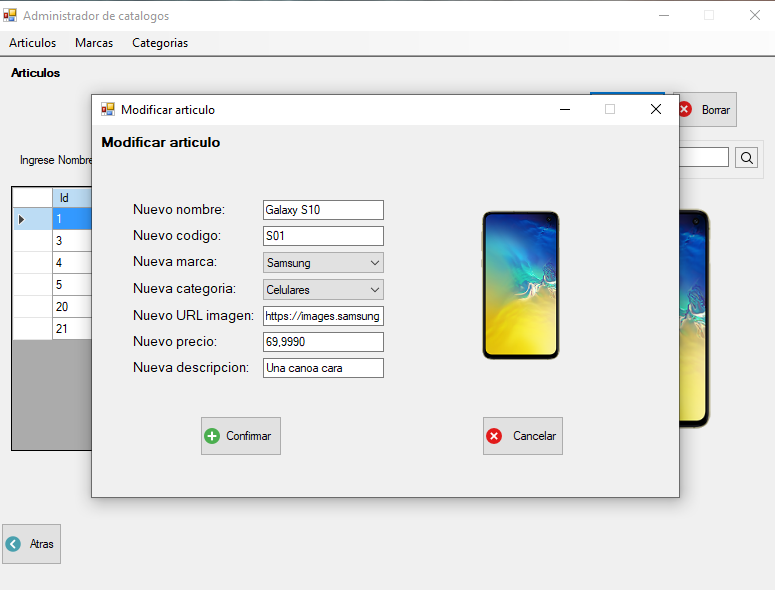 Administrador de catalogos
Articulos Marcas Categorias
Articulos
Modificar articulo
Borrar
Modificar articulo
Ingrese Nombre
Id
1
3
4
5
20
21
Nuevo nombre: Galaxy S10
Nuevo codigo: S01
Nueva marca: Samsung
Nueva categoria: Celulares
Nuevo URL imagen: https://images.samsung
Nuevo precio: 69,9990
Nueva descripcion: Una canoa cara
Confirmar Cancelar
Atras